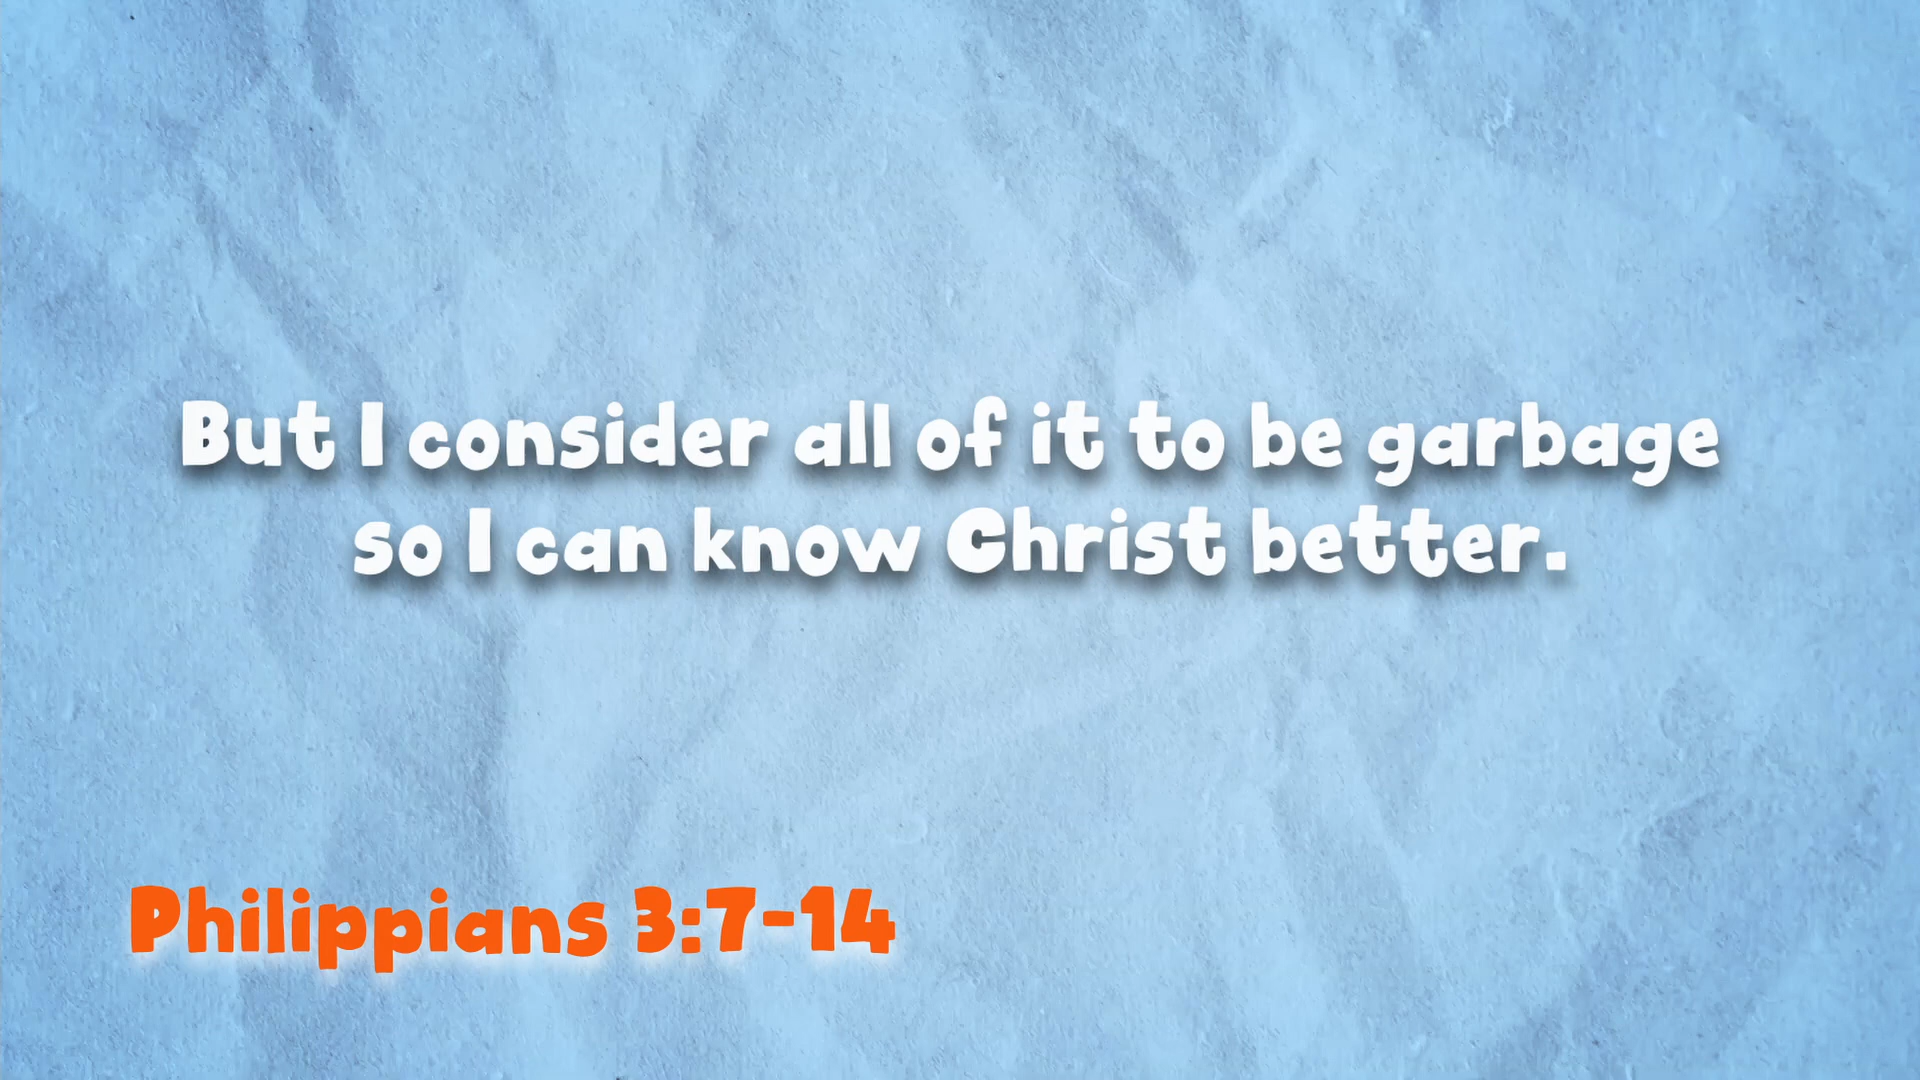 But I consider all of it to be garbage
so I can know Christ better.
Philippians 3:7-14